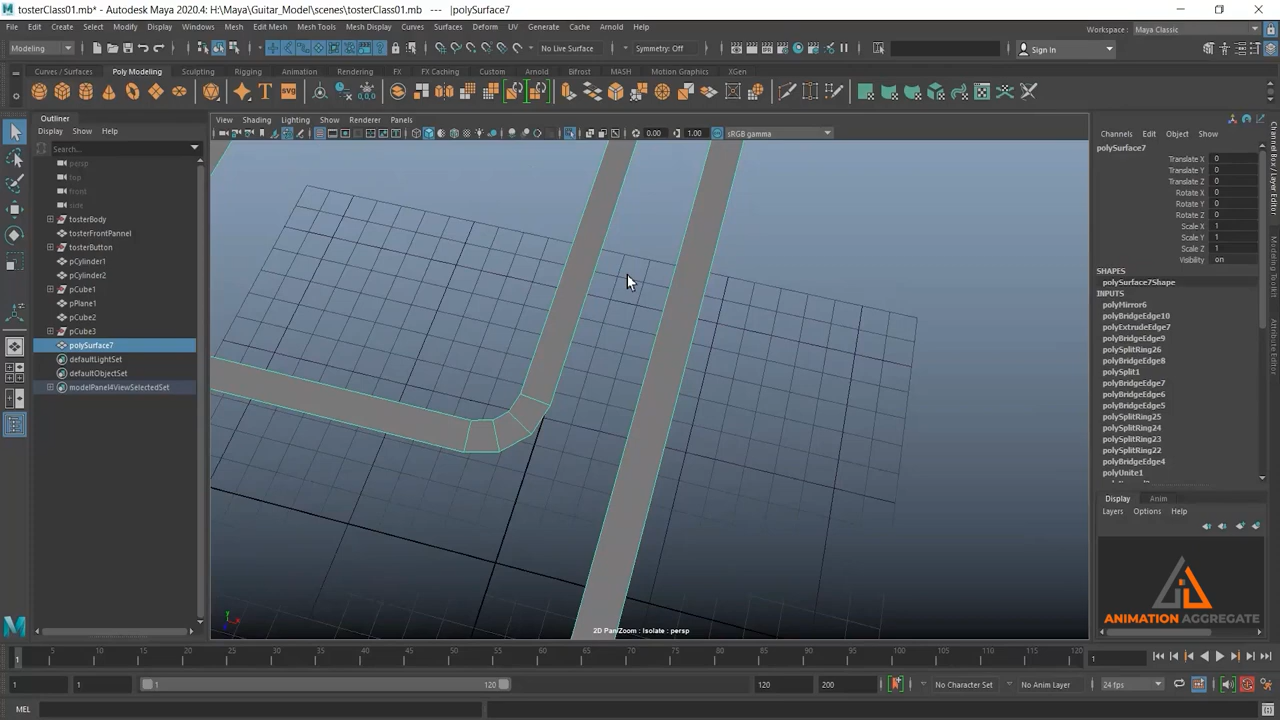 tosterClass01.mb* - Autodesk Maya 2020.4: H:\Maya\Guitar_Model\scenes\tosterClass01.mb --- |polySurface7
File Edit Create Select Modify Display Windows Mesh Edit Mesh Mesh Tools Mesh Display Curves Surfaces Deform UV Generate Cache Arnold Help
Workspace: Maya Classic
Modeling No Live Surface Symmetry: Off Sign In
Curves / Surfaces Poly Modeling Sculpting Rigging Animation Rendering FX FX Caching Custom Arnold Bifrost MASH Motion Graphics XGen
Outliner
Display Show Help
Search...
persp
top
front
side
tosterBody
tosterFrontPannel
tosterButton
pCylinder1
pCylinder2
pCube1
pPlane1
pCube2
pCube3
polySurface7
defaultLightSet
defaultObjectSet
modelPanel4ViewSelectedSet
View Shading Lighting Show Renderer Panels
0.00 1.00 sRGB gamma
2D Pan/Zoom : Isolate : persp
Channels Edit Object Show
polySurface7
Translate X 0
Translate Y 0
Translate Z 0
Rotate X 0
Rotate Y 0
Rotate Z 0
Scale X 1
Scale Y 1
Scale Z 1
Visibility on
SHAPES
polySurface7Shape
INPUTS
polyMirror6
polyBridgeEdge10
polyExtrudeEdge7
polyBridgeEdge9
polyBridgeEdge8
polySplitRing26
polySplit1
polyBridgeEdge7
polyBridgeEdge6
polyBridgeEdge5
polySplitRing25
polySplitRing24
polySplitRing23
polySplitRing22
polyBridgeEdge4
polyUnite1
Channel Box / Layer Editor
Modeling Toolkit
Attribute Editor
Display Anim
Layers Options Help
ANIMATION AGGREGATE
5 10 15 20 25 30 35 40 45 50 55 60 65 70 75 80 85 90 95 100 105 110 115 120
1
1
1 1 1 120 120 200 No Character Set No Anim Layer 24 fps
MEL